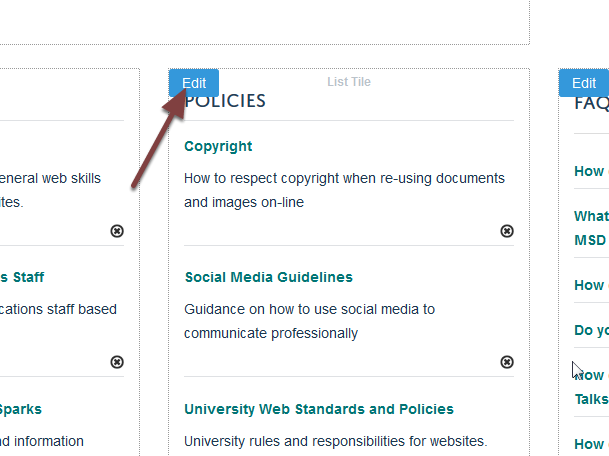 eneral web skills
ites.
s Staff
cations staff based
Sparks
nd information
Edit
List Tile
POLICIES
Copyright
How to respect copyright when re-using documents
and images on-line
Social Media Guidelines
Guidance on how to use social media to
communicate professionally
University Web Standards and Policies
University rules and responsibilities for websites.
Edit
FAQ
How
What
MSD
How
Do yo
How
Talks
How